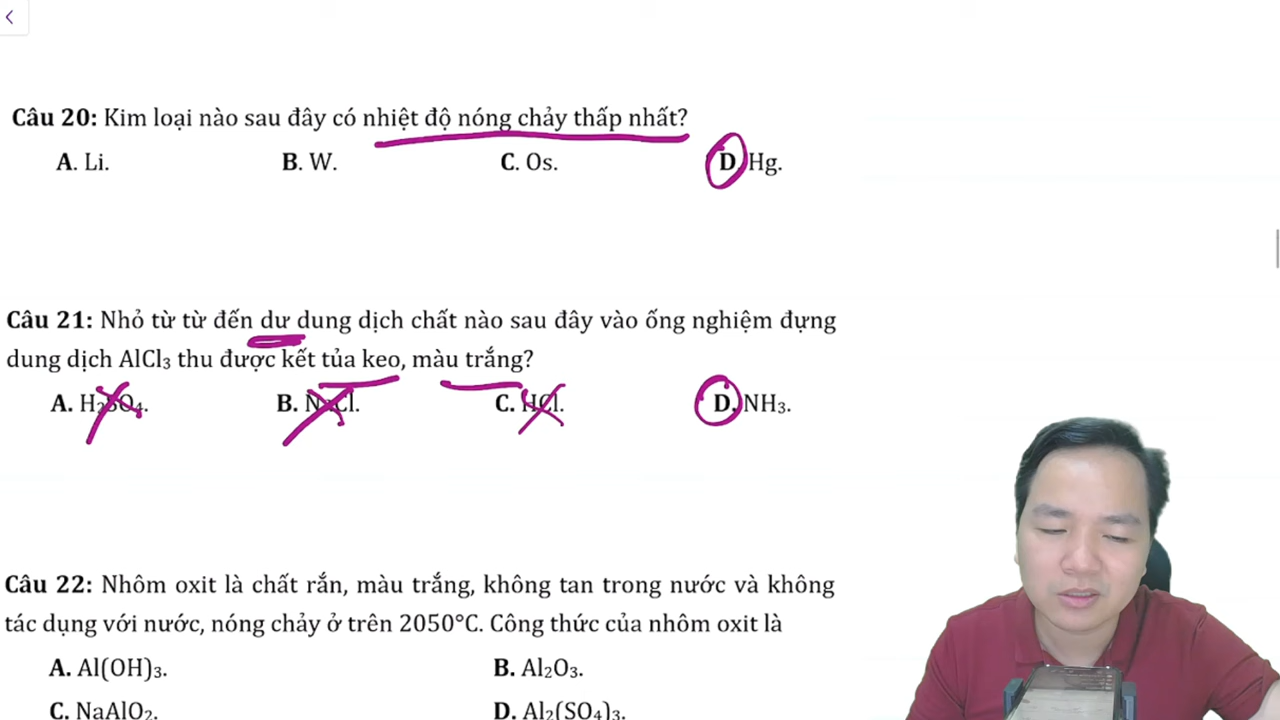 Câu 20: Kim loại nào sau đây có nhiệt độ nóng chảy thấp nhất?
A. Li. B. W. C. Os. D. Hg.
Câu 21: Nhỏ từ từ đến dư dung dịch chất nào sau đây vào ống nghiệm đựng
dung dịch AlCl₃ thu được kết tủa keo, màu trắng?
A. H₂SO₄. B. NaCl. C. HCl. D. NH₃.
Câu 22: Nhôm oxit là chất rắn, màu trắng, không tan trong nước và không
tác dụng với nước, nóng chảy ở trên 2050°C. Công thức của nhôm oxit là
A. Al(OH)₃. B. Al₂O₃.
C. NaAlO₂. D. Al₂(SO₄)₃.